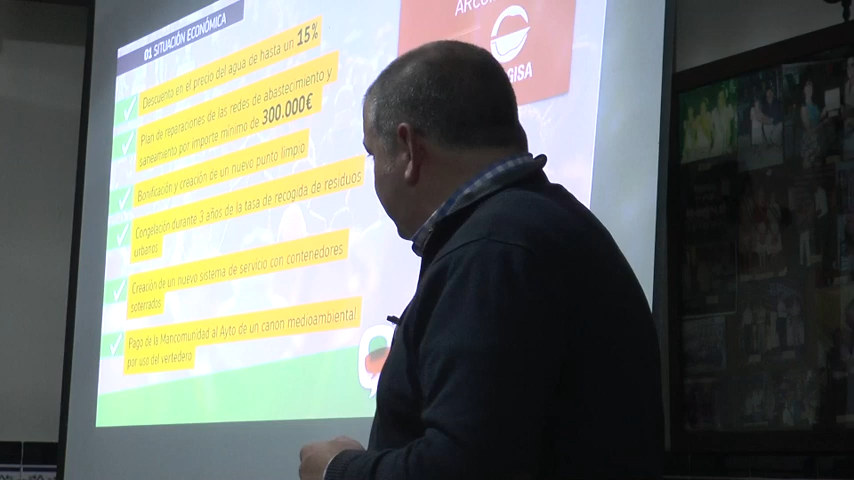 01 SITUACIÓN ECONÓMICA
Descuento en el precio del agua de hasta un 15%
Plan de reparaciones de las redes de abastecimiento y
saneamiento por importe mínimo de 300.000€
Bonificación y creación de un nuevo punto limpio
Congelación durante 3 años de la tasa de recogida de residuos
urbanos
Creación de un nuevo sistema de servicio con contenedores
soterrados
Pago de la Mancomunidad al Ayto de un canon medioambiental
por uso del vertedero